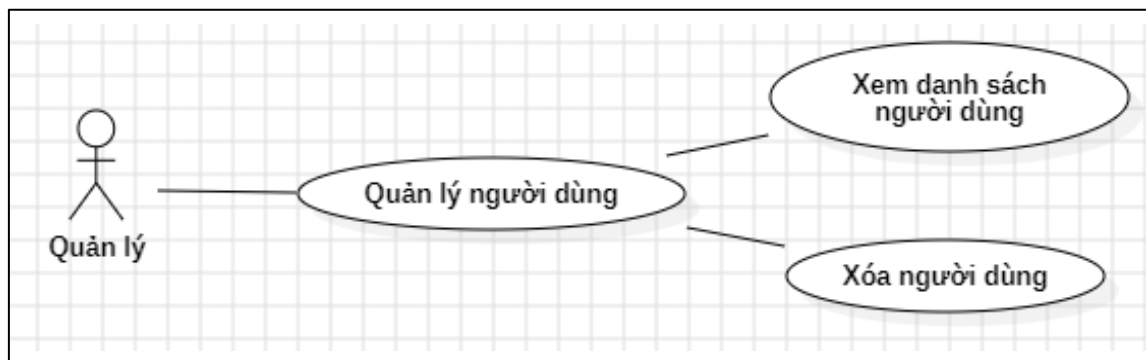 Xem danh sách
người dùng
Quản lý người dùng
Quản lý
Xóa người dùng